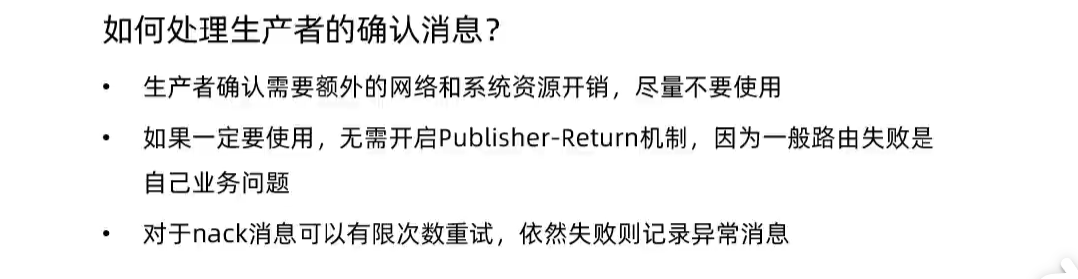 如何处理生产者的确认消息？
• 生产者确认需要额外的网络和系统资源开销，尽量不要使用
• 如果一定要使用，无需开启Publisher-Return机制，因为一般路由失败是
自己业务问题
• 对于nack消息可以有限次数重试，依然失败则记录异常消息